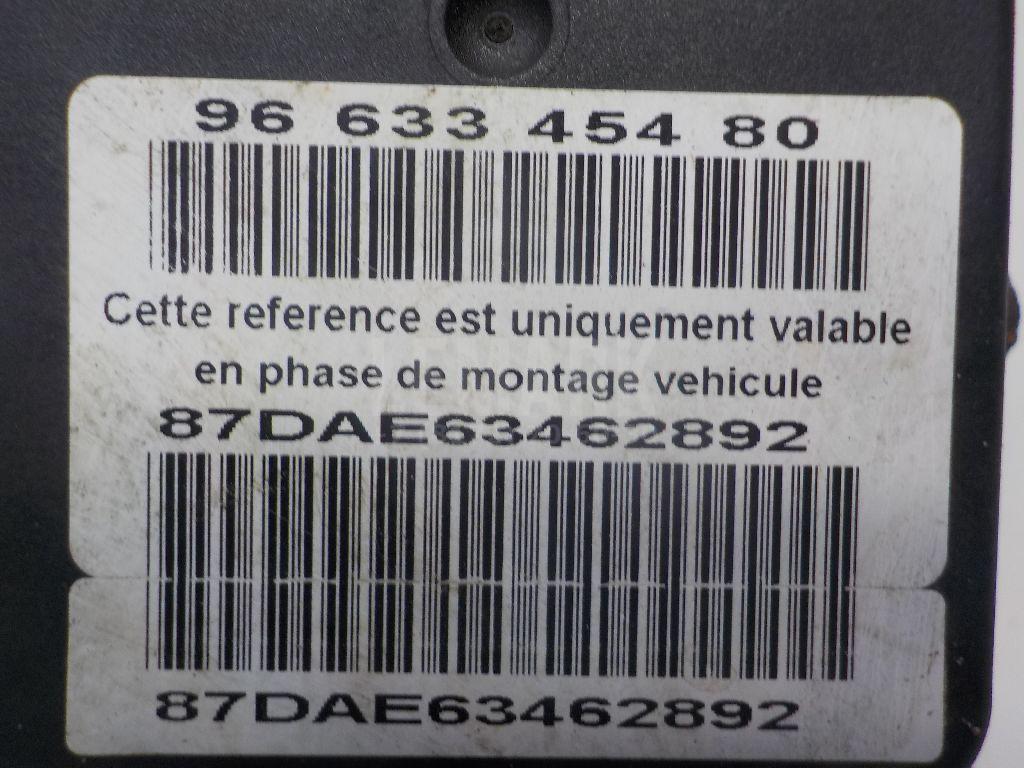 96 633 454 80
Cette reference est uniquement valable
en phase de montage vehicule
87DAE63462892
87DAE63462892